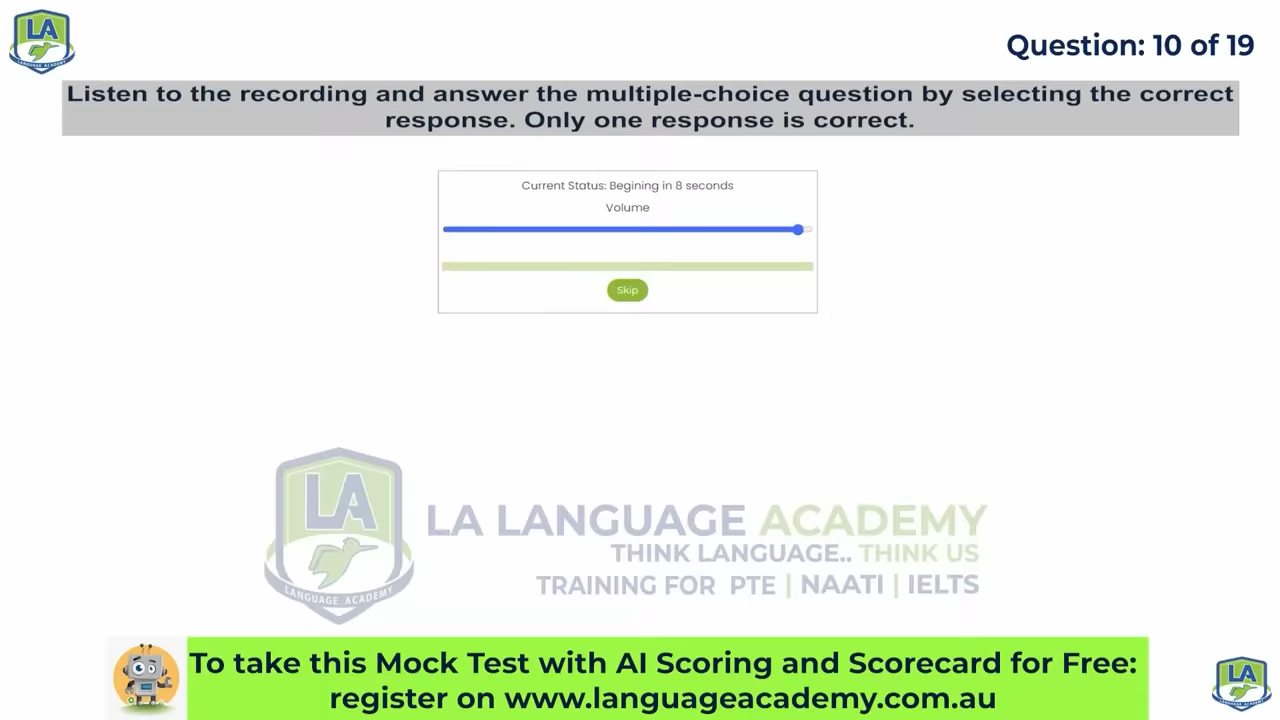 LA
LANGUAGE ACADEMY
Question: 10 of 19
Listen to the recording and answer the multiple-choice question by selecting the correct
response. Only one response is correct.
Current Status: Begining in 8 seconds
Volume
Skip
LA
LANGUAGE ACADEMY
LA LANGUAGE ACADEMY
THINK LANGUAGE.. THINK US
TRAINING FOR PTE | NAATI | IELTS
To take this Mock Test with AI Scoring and Scorecard for Free:
register on www.languageacademy.com.au
LA
LANGUAGE ACADEMY